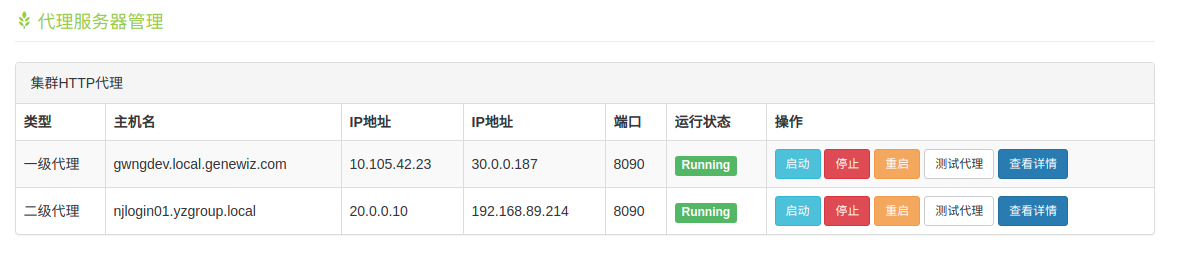 代理服务器管理
集群HTTP代理
类型 主机名 IP地址 IP地址 端口 运行状态 操作
一级代理 gwngdev.local.genewiz.com 10.105.42.23 30.0.0.187 8090 Running 启动 停止 重启 测试代理 查看详情
二级代理 njlogin01.yzgroup.local 20.0.0.10 192.168.89.214 8090 Running 启动 停止 重启 测试代理 查看详情